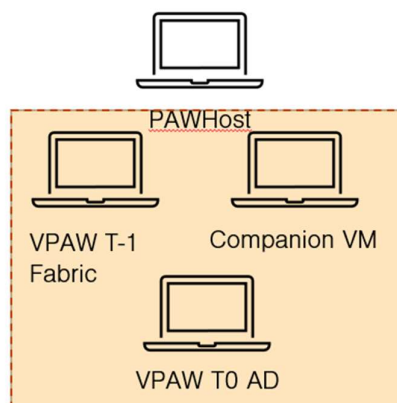 PAWHost
VPAW T-1
Fabric
Companion VM
VPAW T0 AD